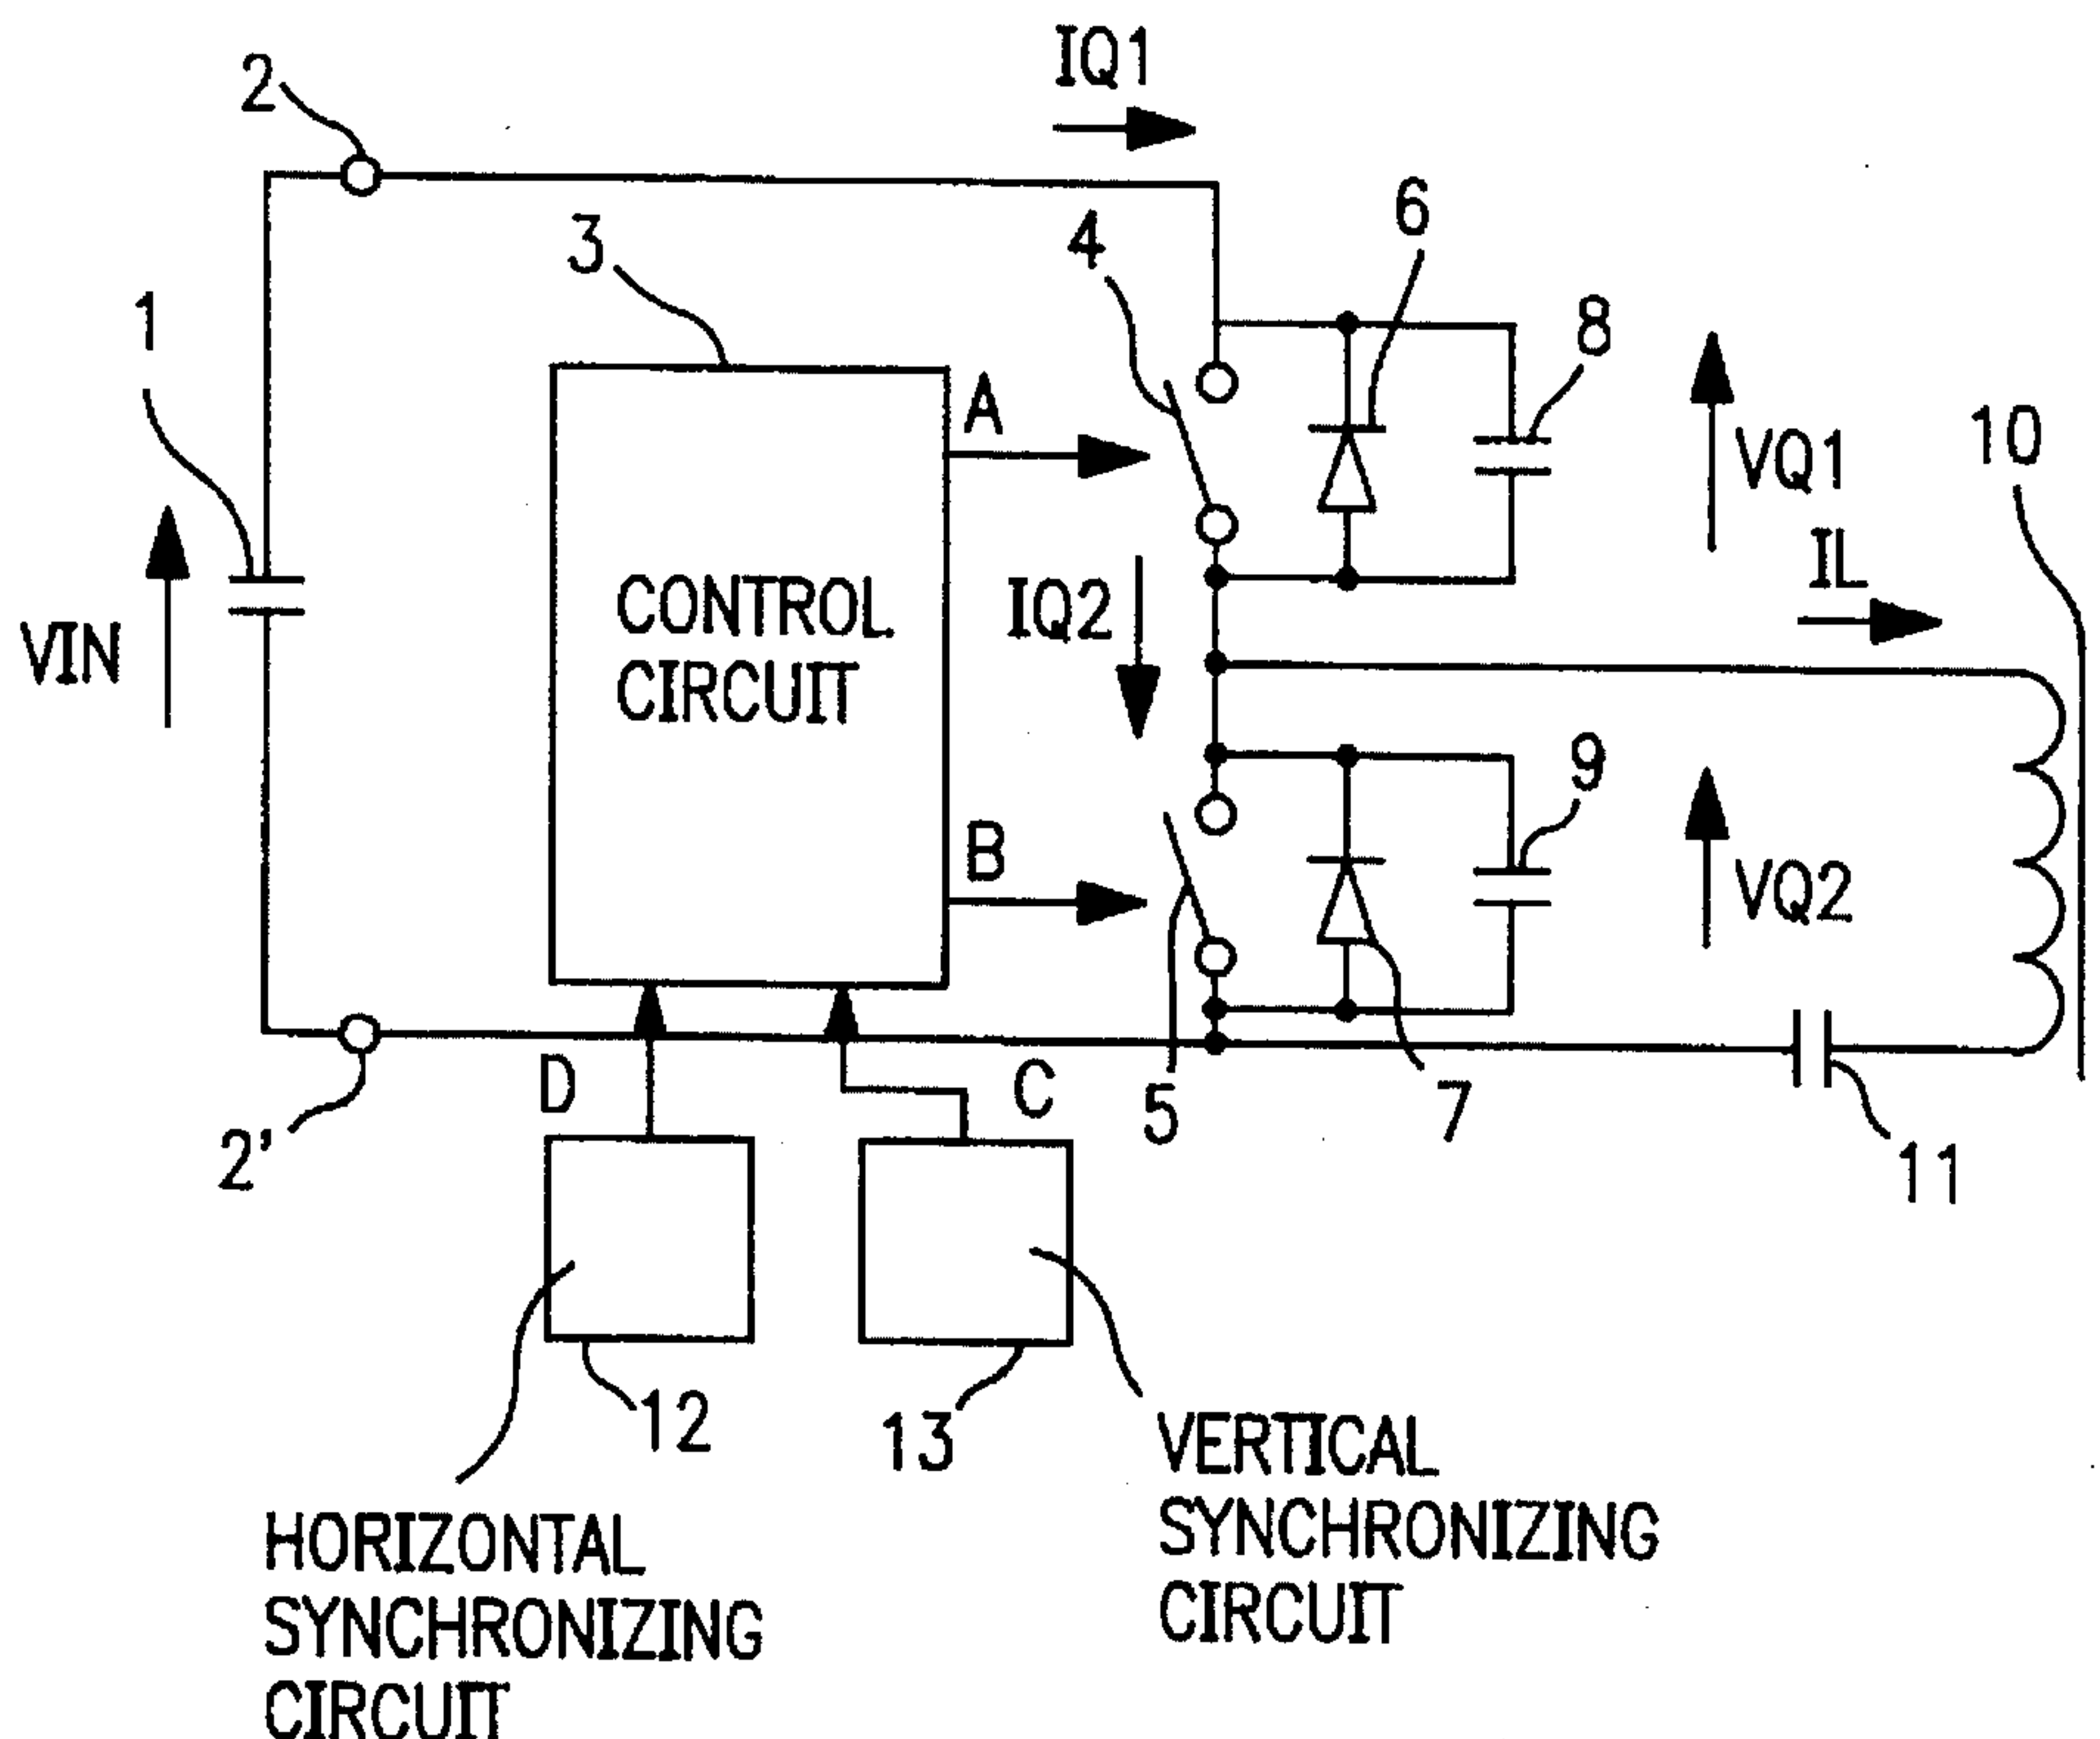 IQ1
2
6
4
3
8
1
A
VQ1
10
IL
CONTROL
CIRCUIT
IQ2
VIN
9
B
VQ2
D
C
5
7
2'
11
12
13
VERTICAL
SYNCHRONIZING
CIRCUIT
HORIZONTAL
SYNCHRONIZING
CIRCUIT